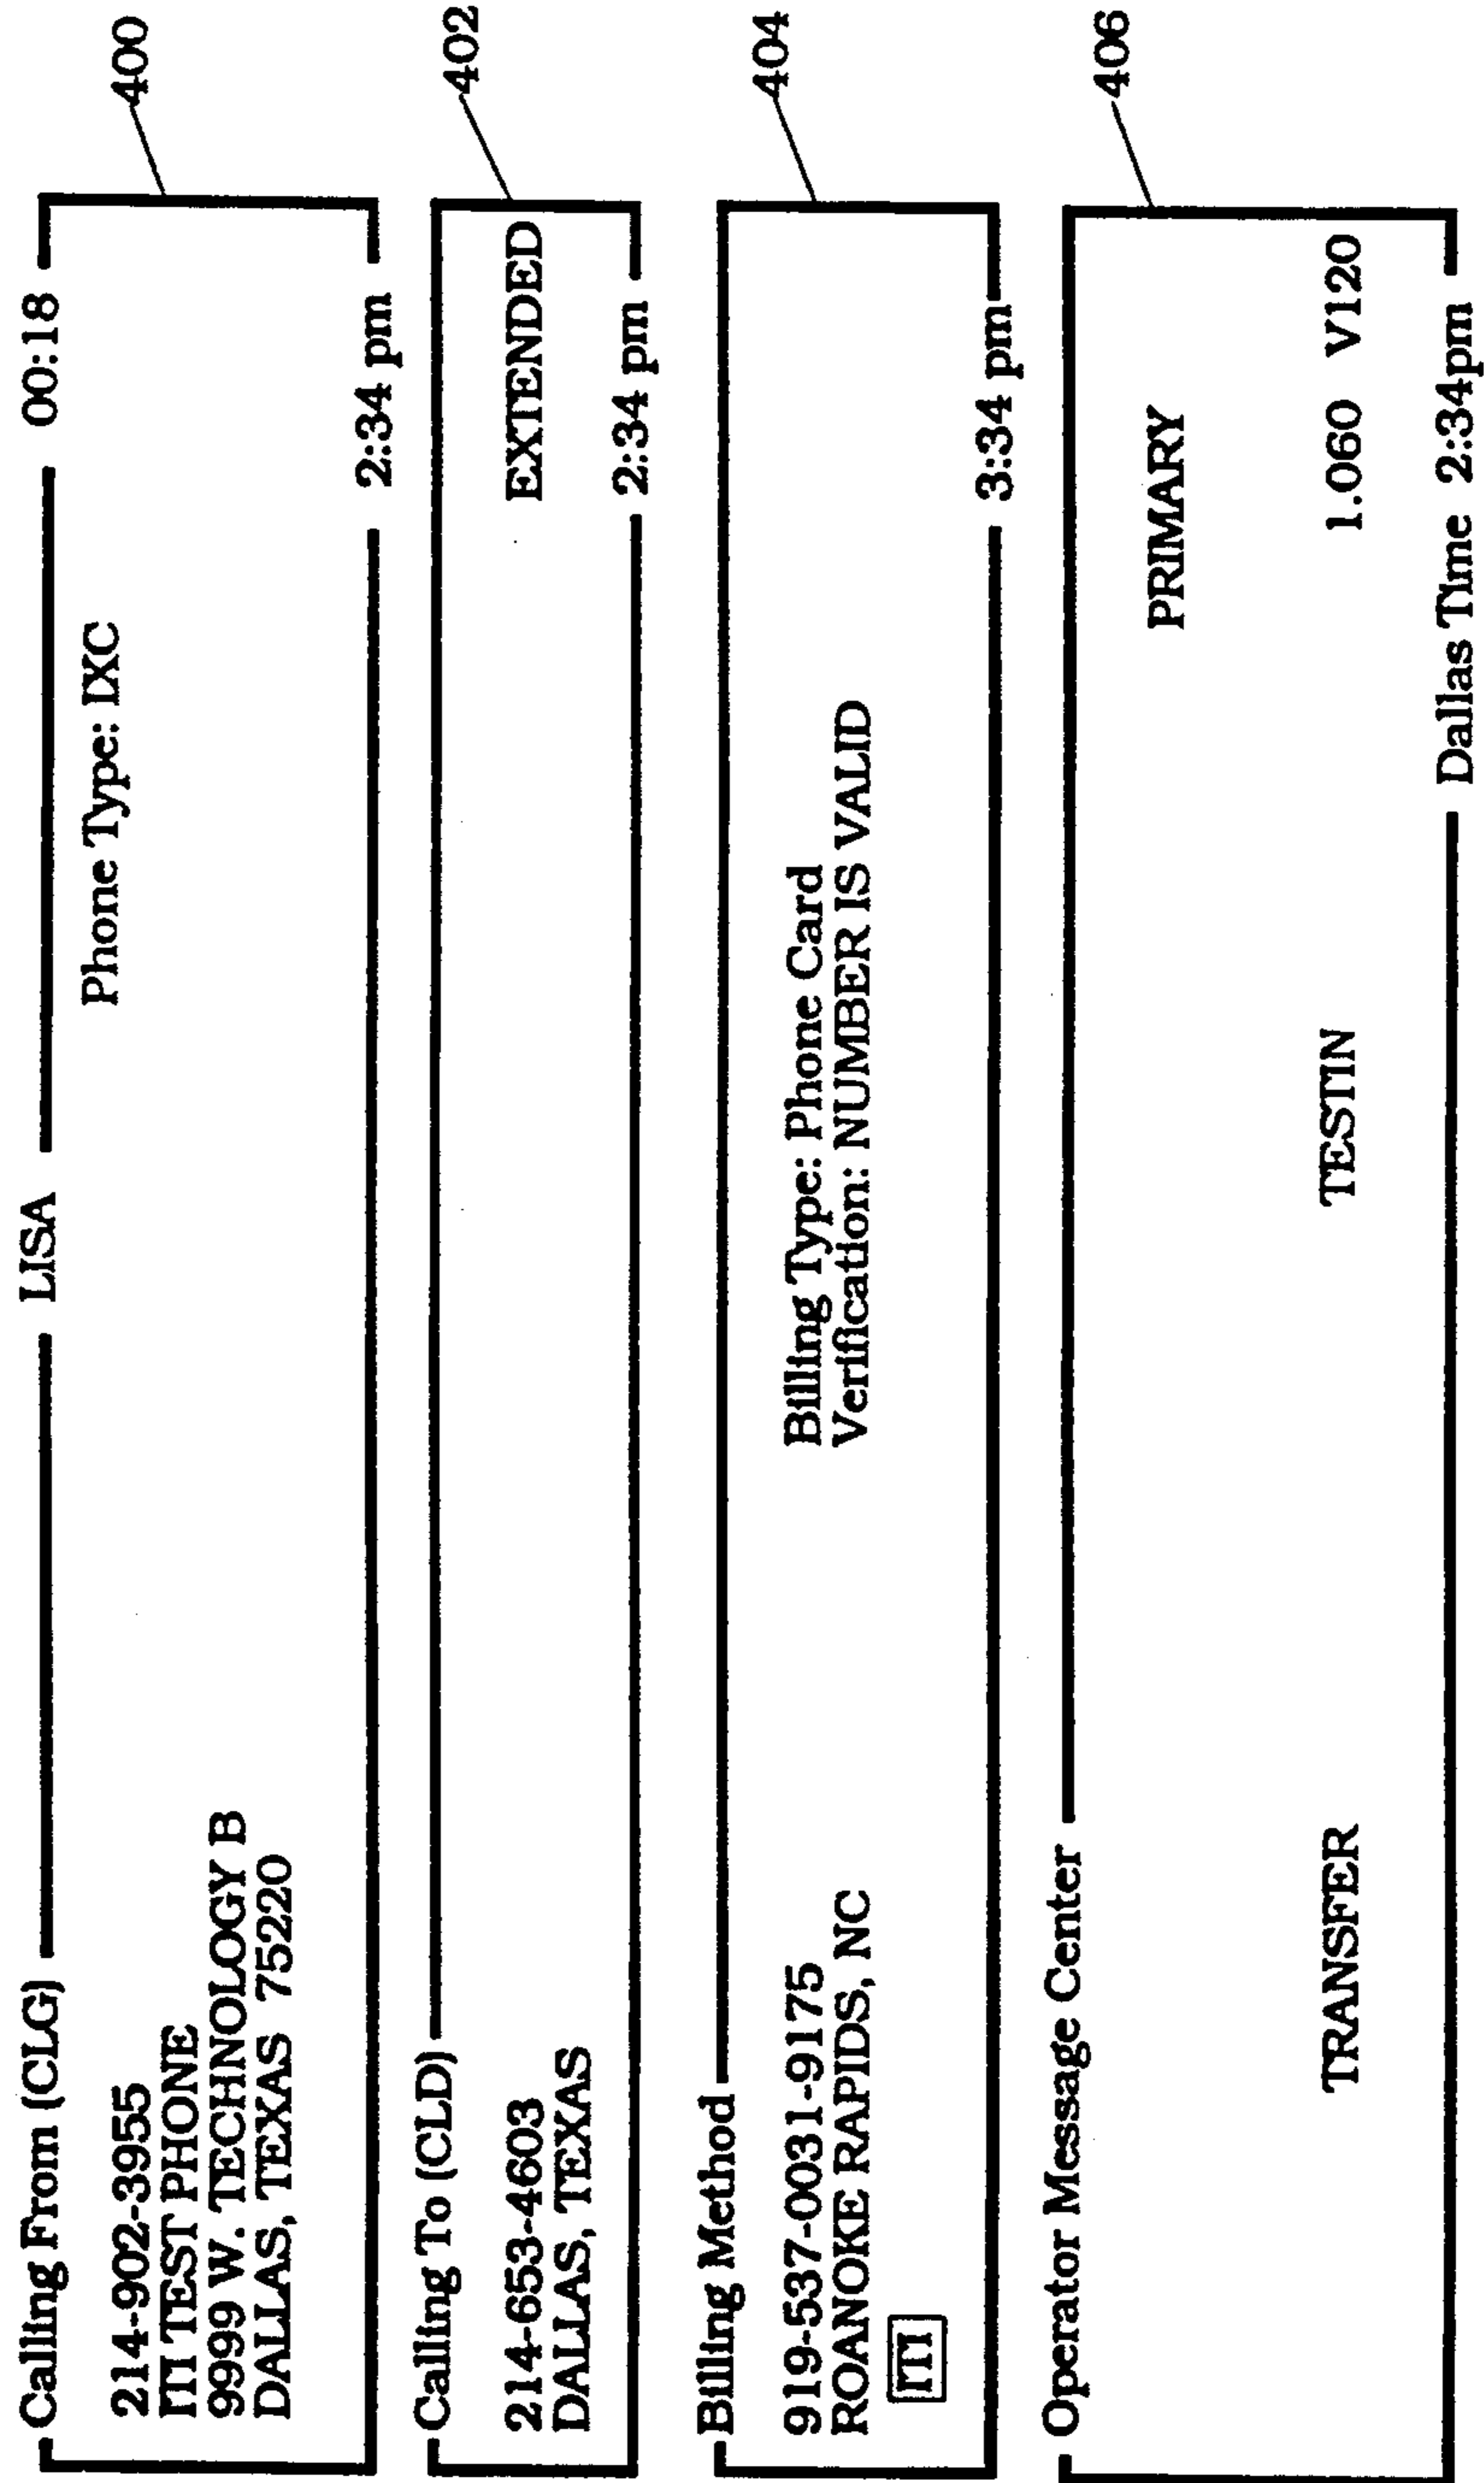 Calling From (CLG) LISA 00:18
400
Phone Type: IXC
214-902-3955
ITI TEST PHONE
9999 W. TECHNOLOGY B
DALLAS, TEXAS 75220
2:34 pm
Calling To (CLD)
402
214-653-4603 EXTENDED
DALLAS, TEXAS
2:34 pm
Billing Method
404
919-537-0031-9175 Billing Type: Phone Card
ROANOKE RAPIDS, NC Verification: NUMBER IS VALID
ITI
3:34 pm
Operator Message Center
406
PRIMARY
TRANSFER TESTIN 1.060 V120
Dallas Time 2:34pm